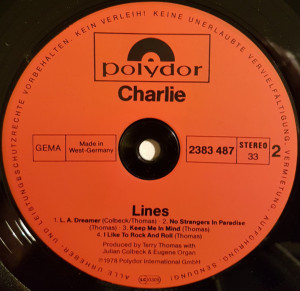 KEIN VERLEIH! KEINE UNERLAUBTE VERVIELFÄLTIGUNG, VERMIETUNG, AUFFÜHRUNG, SENDUNG! ALLE URHEBER- UND LEISTUNGSSCHUTZRECHTE VORBEHALTEN.
polydor
Charlie
GEMA
Made in
West-Germany
2383 487
STEREO
33
2
Lines
1. L. A. Dreamer (Colbeck/Thomas) · 2. No Strangers In Paradise
(Thomas) · 3. Keep Me In Mind (Thomas)
4. I Like To Rock And Roll (Thomas)
Produced by Terry Thomas with
Julian Colbeck & Eugene Organ
℗ 1978 Polydor International GmbH